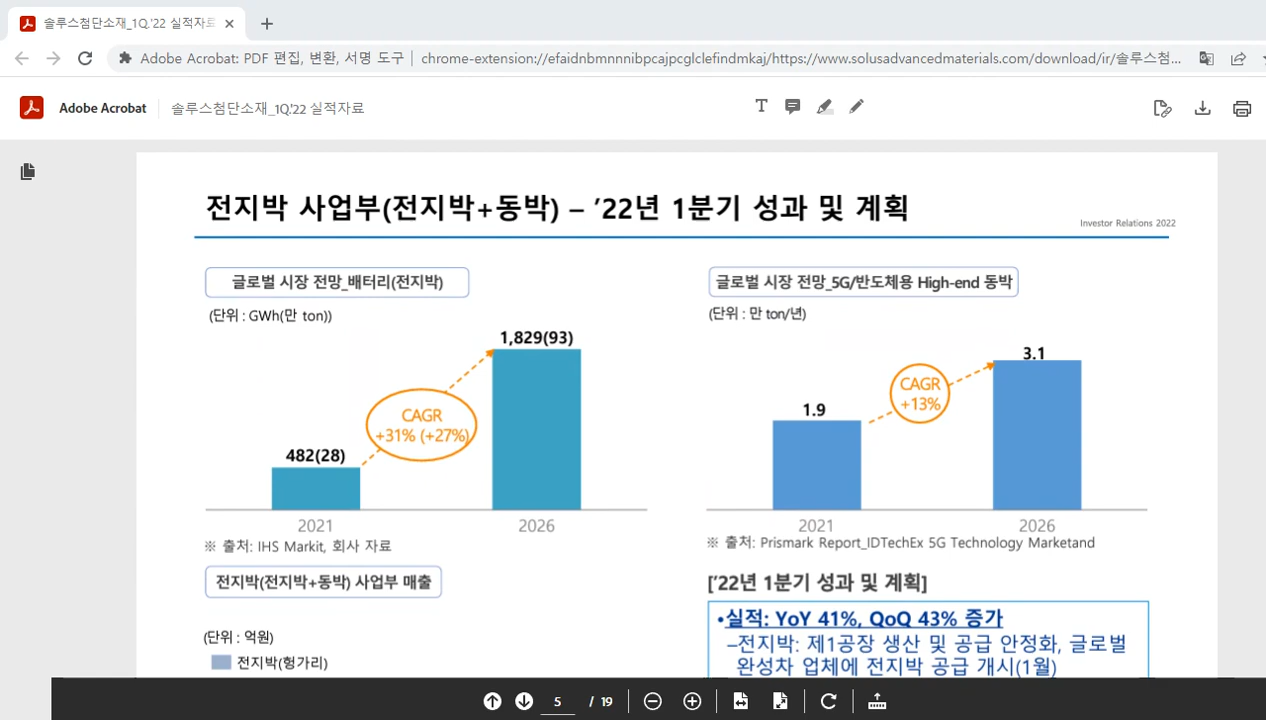 솔루스첨단소재_1Q.'22 실적자료
Adobe Acrobat: PDF 편집, 변환, 서명 도구
chrome-extension://efaidnbmnnnibpcajpcglclefindmkaj/https://www.solusadvancedmaterials.com/download/ir/솔루스첨...
Adobe Acrobat
솔루스첨단소재_1Q.'22 실적자료
전지박 사업부(전지박+동박) – ’22년 1분기 성과 및 계획
Investor Relations 2022
글로벌 시장 전망_배터리(전지박)
(단위 : GWh(만 ton))
1,829(93)
CAGR
+31% (+27%)
482(28)
2021
2026
※ 출처: IHS Markit, 회사 자료
글로벌 시장 전망_5G/반도체용 High-end 동박
(단위 : 만 ton/년)
3.1
CAGR
+13%
1.9
2021
2026
※ 출처: Prismark Report_IDTechEx 5G Technology Marketand
전지박(전지박+동박) 사업부 매출
(단위 : 억원)
전지박(헝가리)
[’22년 1분기 성과 및 계획]
•실적: YoY 41%, QoQ 43% 증가
–전지박: 제1공장 생산 및 공급 안정화, 글로벌
완성차 업체에 전지박 공급 개시(1월)
5 / 19